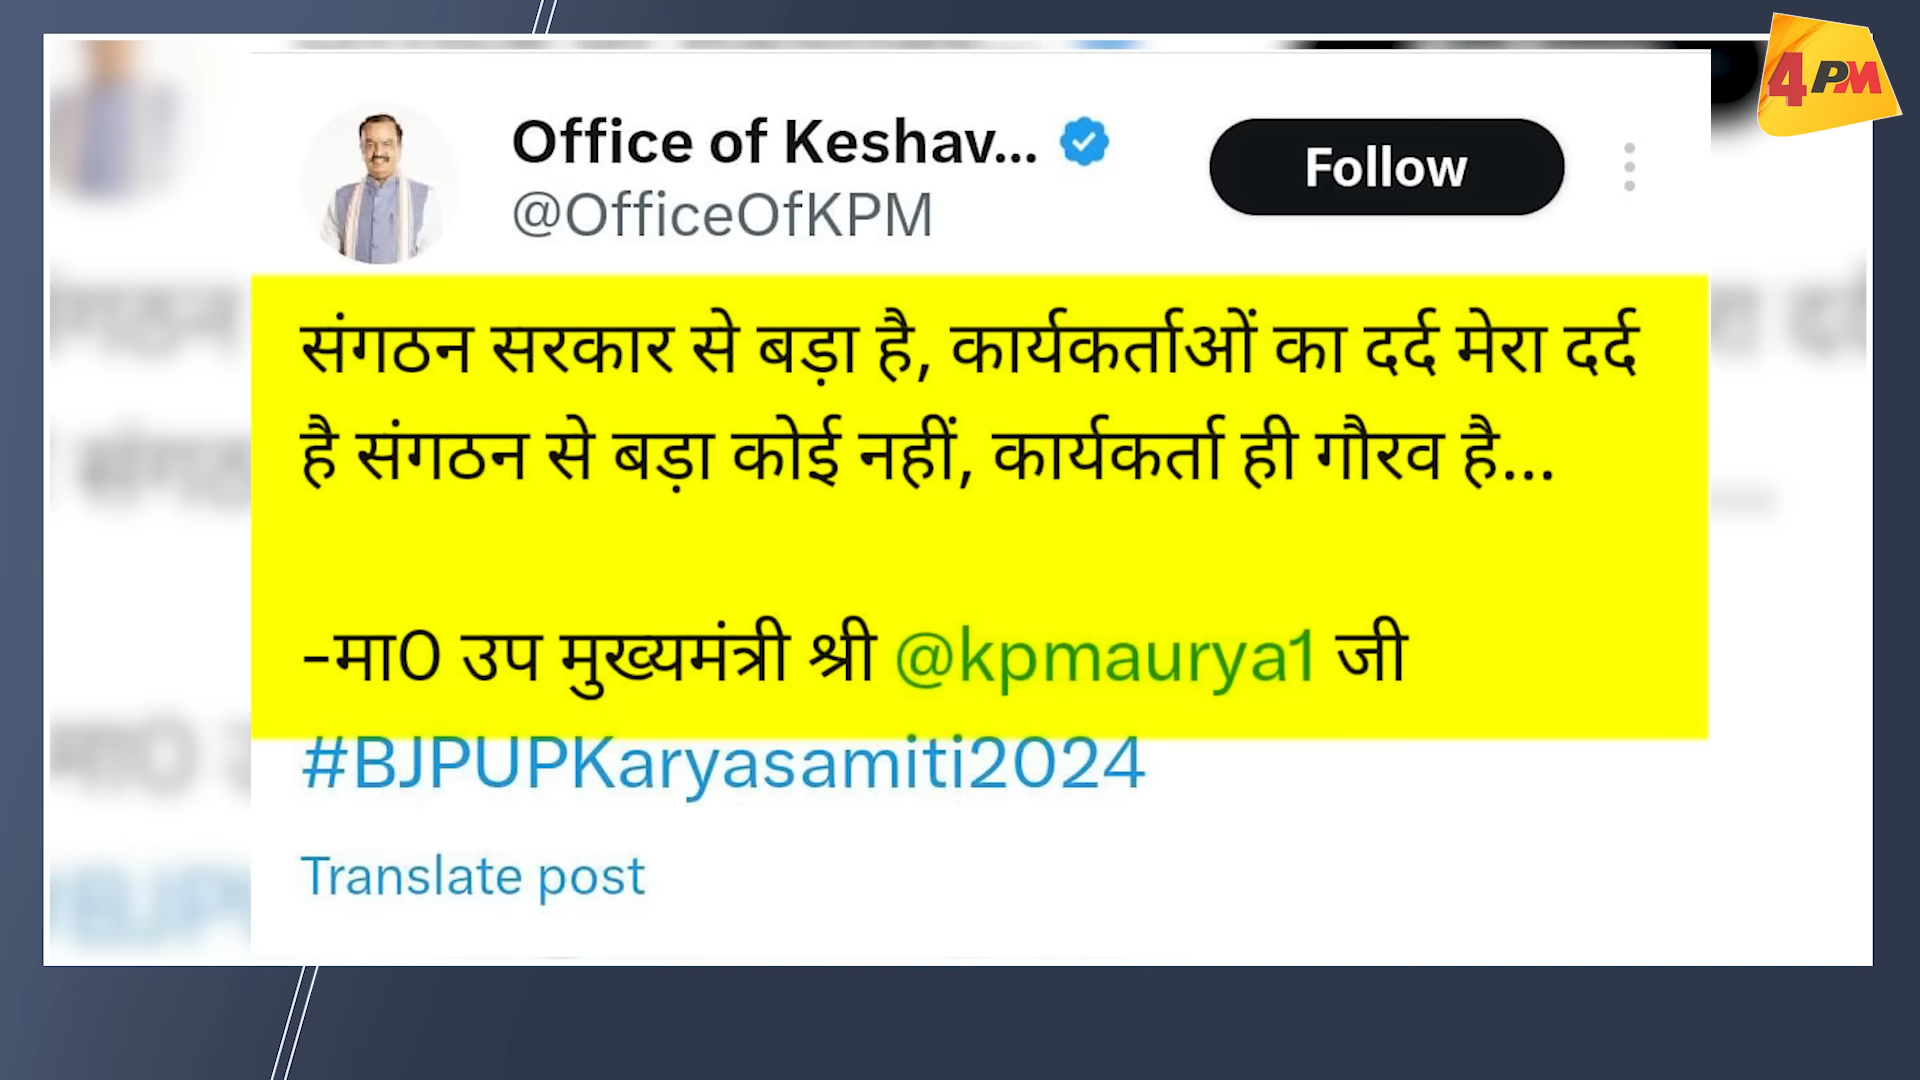 4PM
Office of Keshav...
@OfficeOfKPM
Follow
संगठन सरकार से बड़ा है, कार्यकर्ताओं का दर्द मेरा दर्द
है संगठन से बड़ा कोई नहीं, कार्यकर्ता ही गौरव है...
-मा0 उप मुख्यमंत्री श्री @kpmaurya1 जी
#BJPUPKaryasamiti2024
Translate post